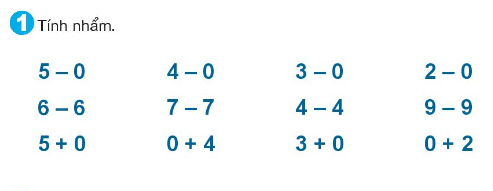 1 Tính nhẩm.
5 – 0 4 – 0 3 – 0 2 – 0
6 – 6 7 – 7 4 – 4 9 – 9
5 + 0 0 + 4 3 + 0 0 + 2